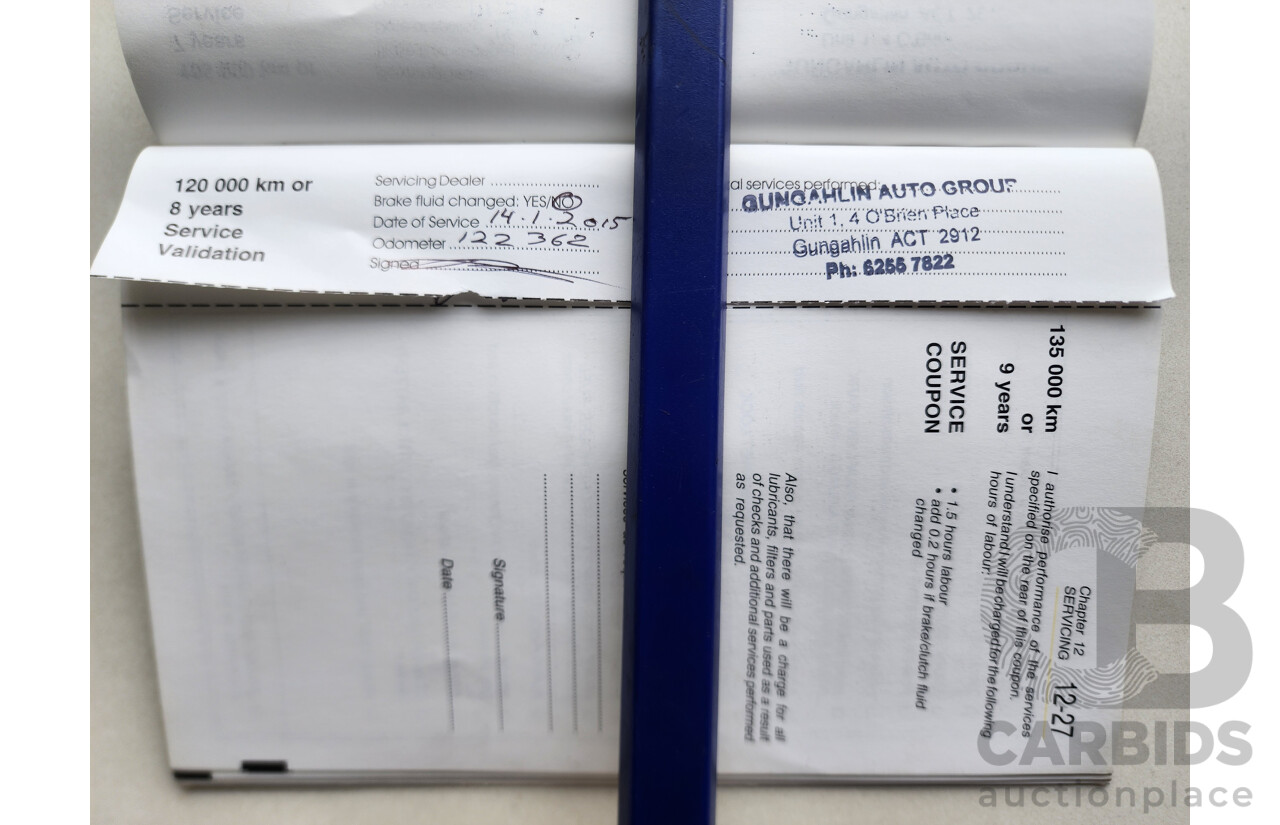 120 000 km or
8 years
Service
Validation
Servicing Dealer
Brake fluid changed: YES/NO
Date of Service 14.1.2015
Odometer 122 362
Signed
al services performed:
GUNGAHLIN AUTO GROUP
Unit 1, 4 O'Brien Place
Gungahlin ACT 2912
Ph: 6255 7822
Chapter 12
SERVICING 12-27
135 000 km
or
9 years
SERVICE
COUPON
I authorise performance of the services
specified on the rear of this coupon.
I understand I will be charged for the following
hours of labour:
• 1.5 hours labour
• add 0.2 hours if brake/clutch fluid
changed
Also, that there will be a charge for all
lubricants, filters and parts used as a result
of checks and additional services performed
as requested.
Signature
Date
7 years
Service
B
CARBIDS
auctionplace